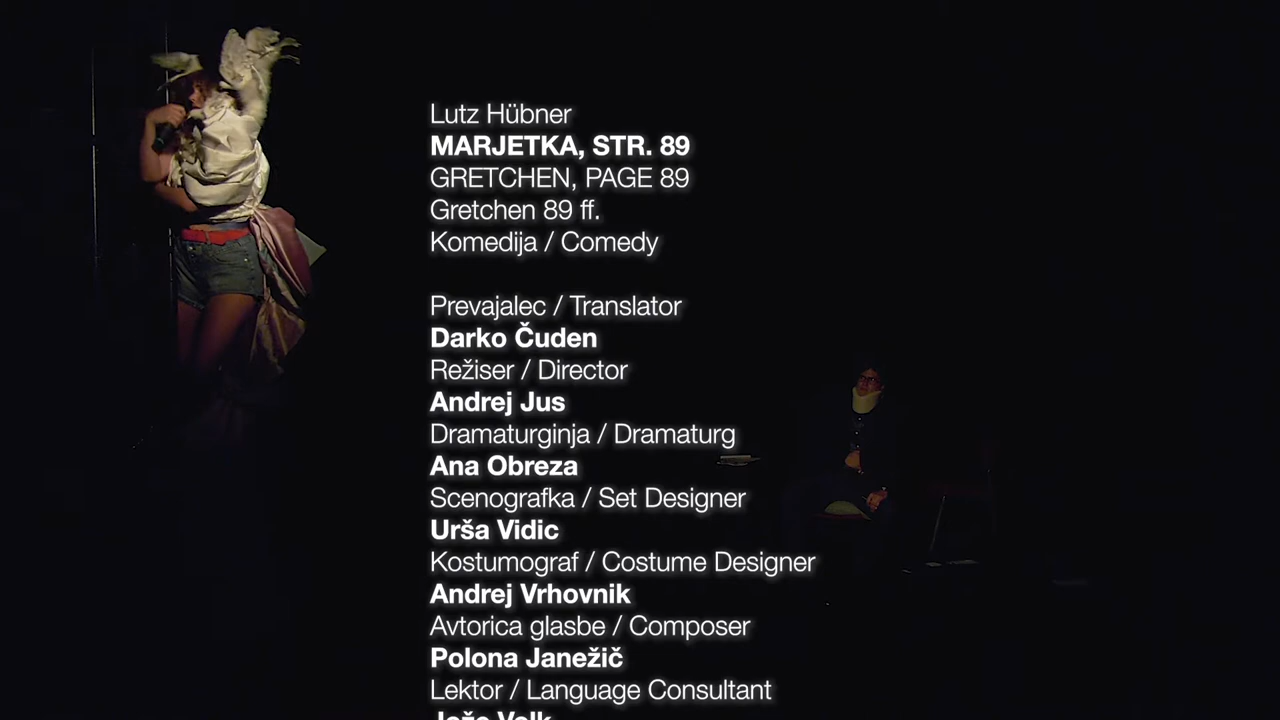 Lutz Hübner
MARJETKA, STR. 89
GRETCHEN, PAGE 89
Gretchen 89 ff.
Komedija / Comedy
Prevajalec / Translator
Darko Čuden
Režiser / Director
Andrej Jus
Dramaturginja / Dramaturg
Ana Obreza
Scenografka / Set Designer
Urša Vidic
Kostumograf / Costume Designer
Andrej Vrhovnik
Avtorica glasbe / Composer
Polona Janežič
Lektor / Language Consultant